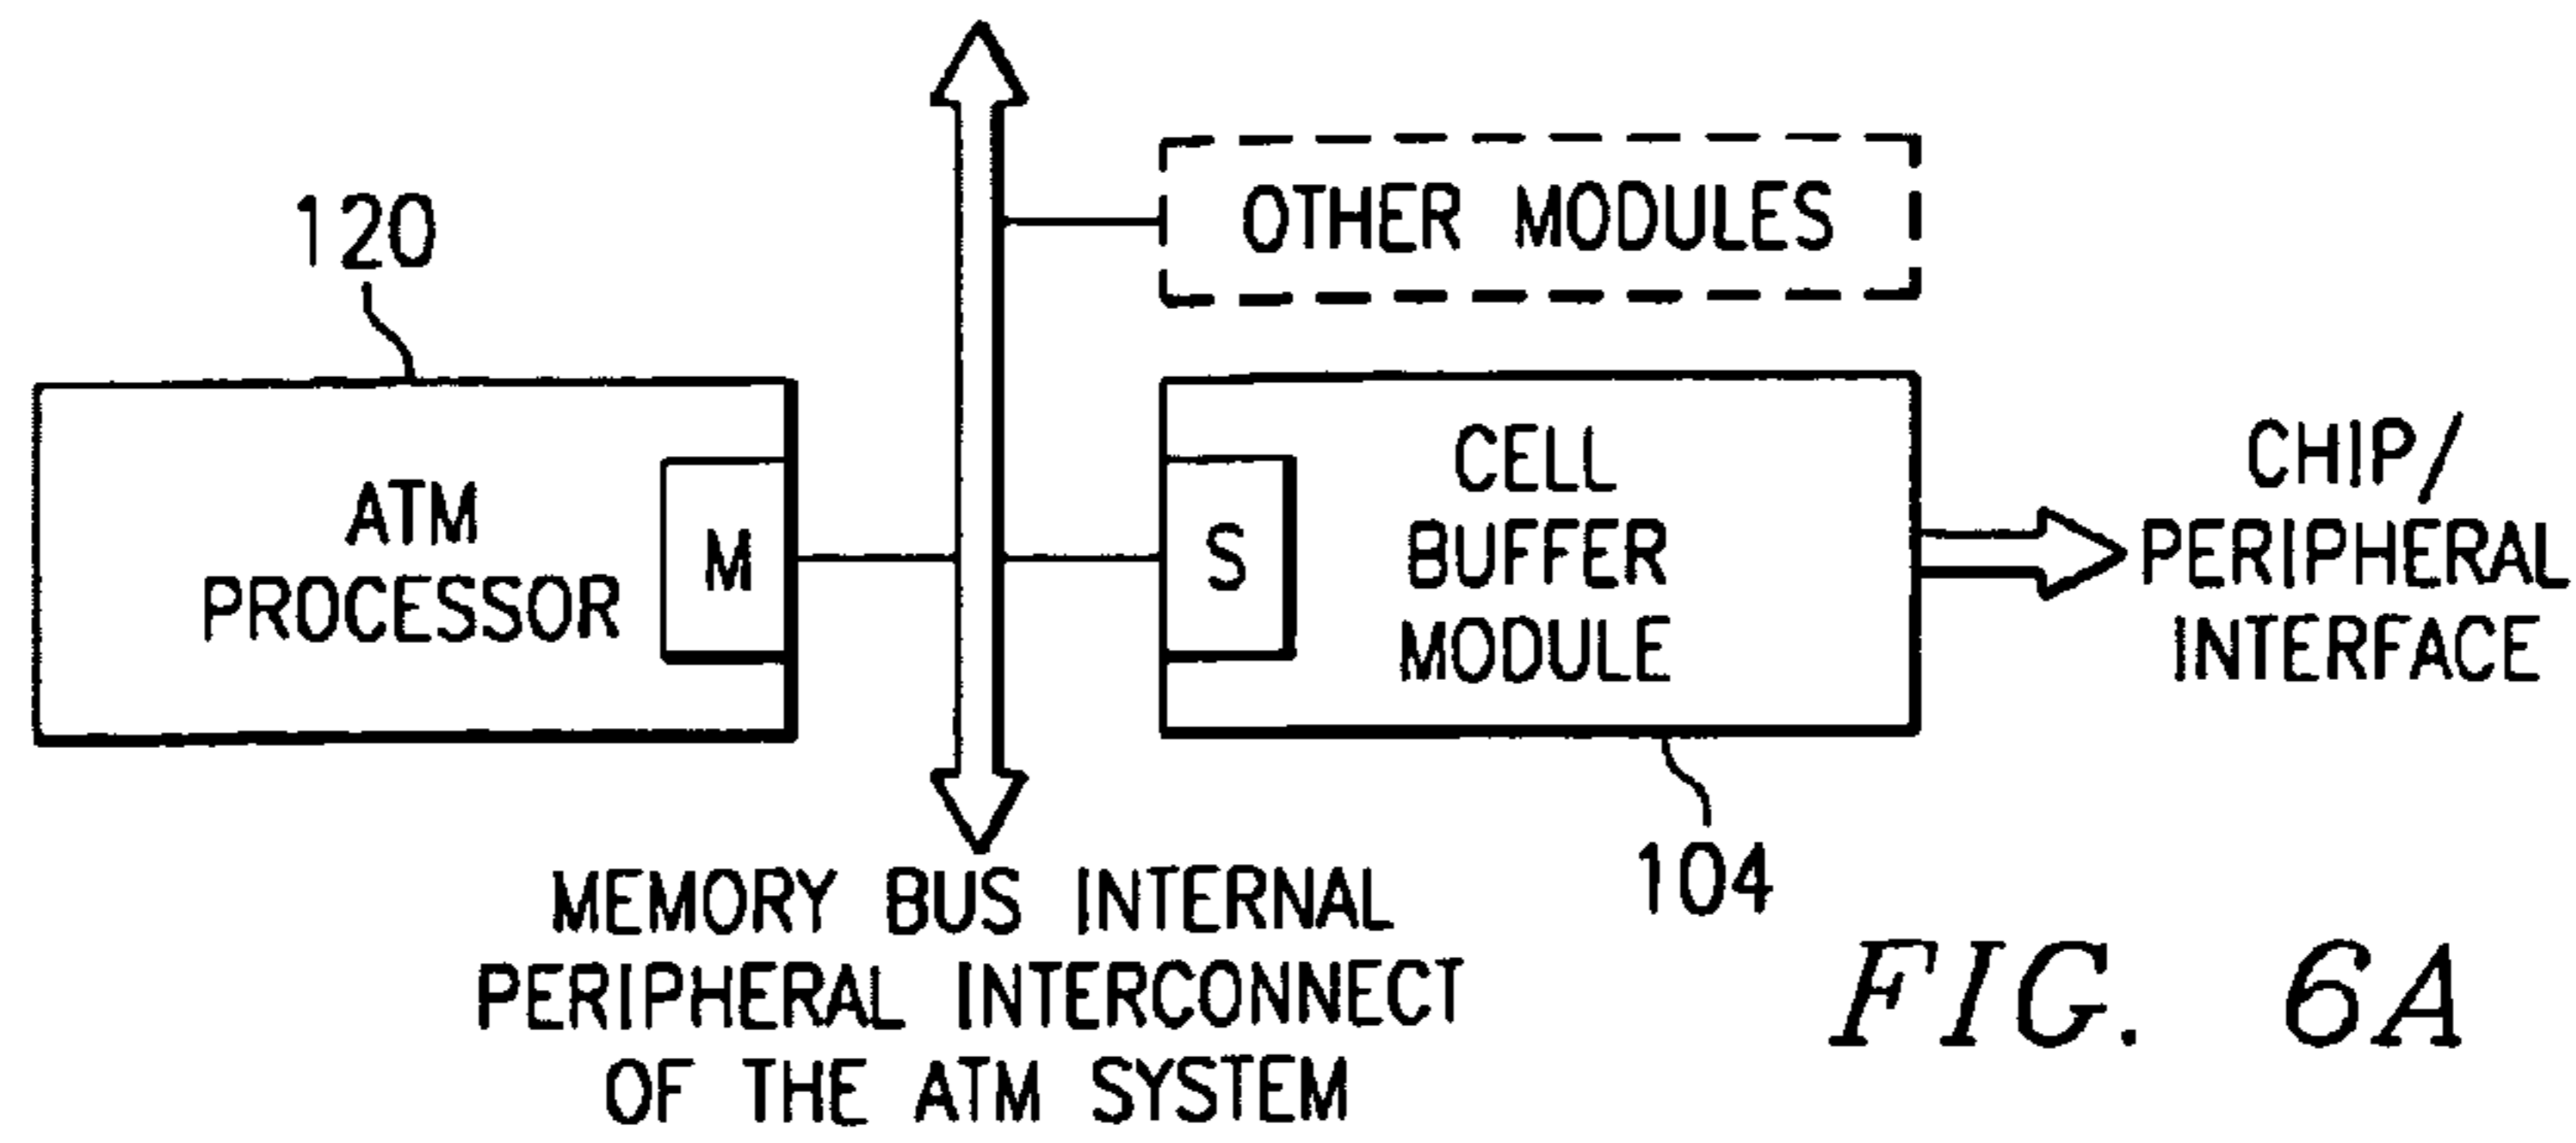 120
OTHER MODULES
ATM
PROCESSOR
M
S
CELL
BUFFER
MODULE
CHIP/
PERIPHERAL
INTERFACE
104
MEMORY BUS INTERNAL
PERIPHERAL INTERCONNECT
OF THE ATM SYSTEM
FIG. 6A